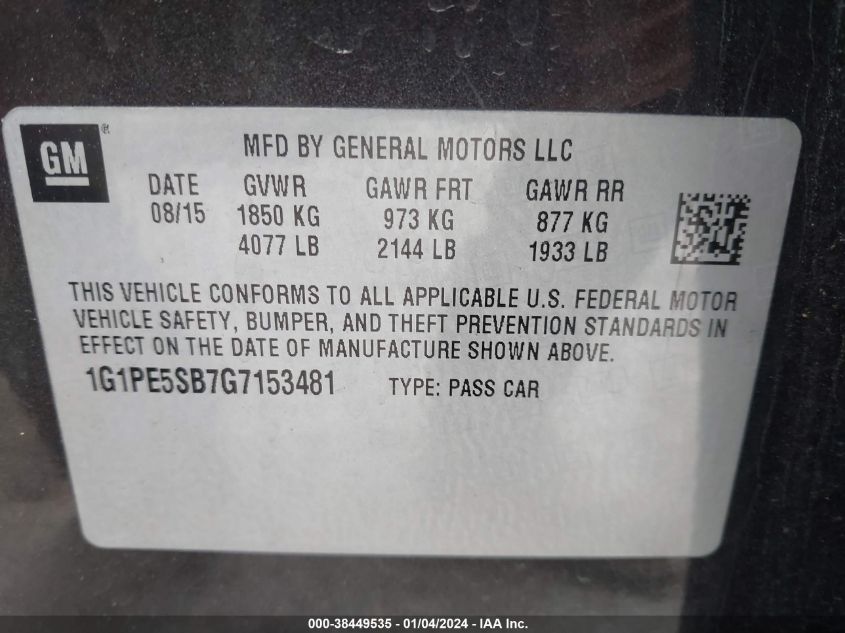 GM ®
MFD BY GENERAL MOTORS LLC
DATE GVWR GAWR FRT GAWR RR
08/15 1850 KG 973 KG 877 KG
4077 LB 2144 LB 1933 LB
THIS VEHICLE CONFORMS TO ALL APPLICABLE U.S. FEDERAL MOTOR
VEHICLE SAFETY, BUMPER, AND THEFT PREVENTION STANDARDS IN
EFFECT ON THE DATE OF MANUFACTURE SHOWN ABOVE.
1G1PE5SB7G7153481 TYPE: PASS CAR
000-38449535 - 01/04/2024 - IAA Inc.